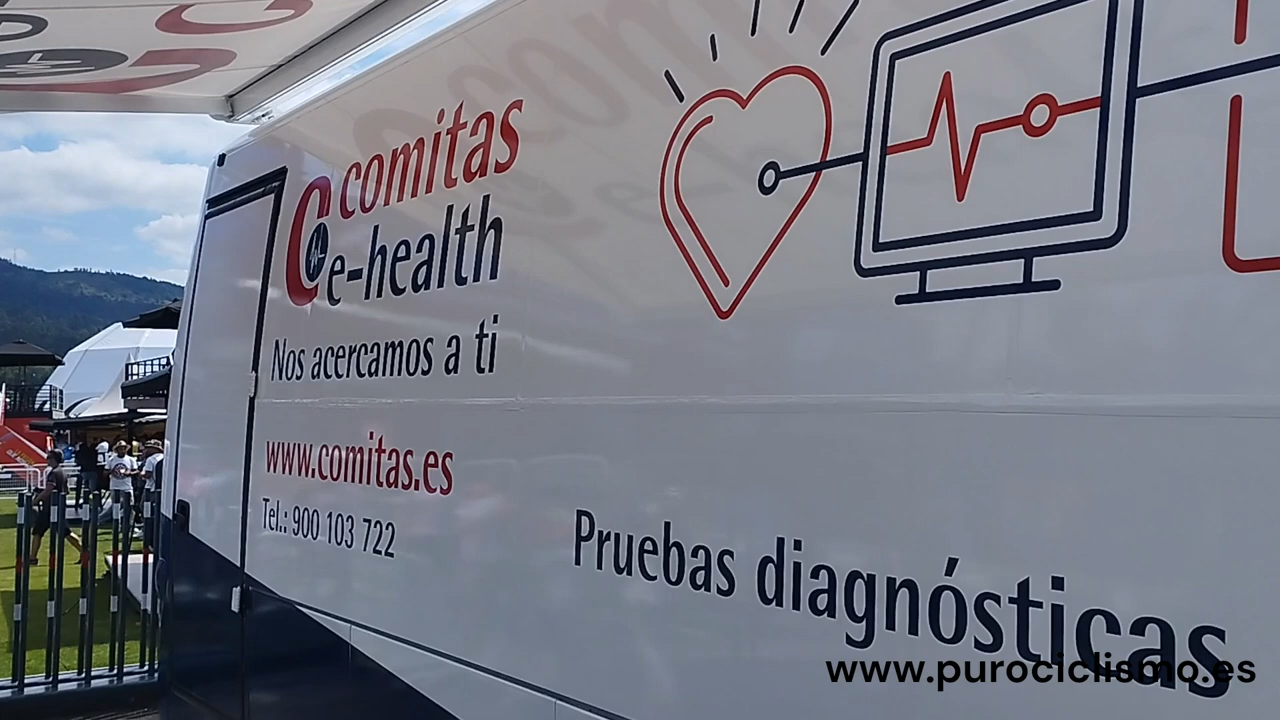 comitas
e-health
Nos acercamos a ti
www.comitas.es
Tel.: 900 103 722
Pruebas diagnósticas
www.purociclismo.es